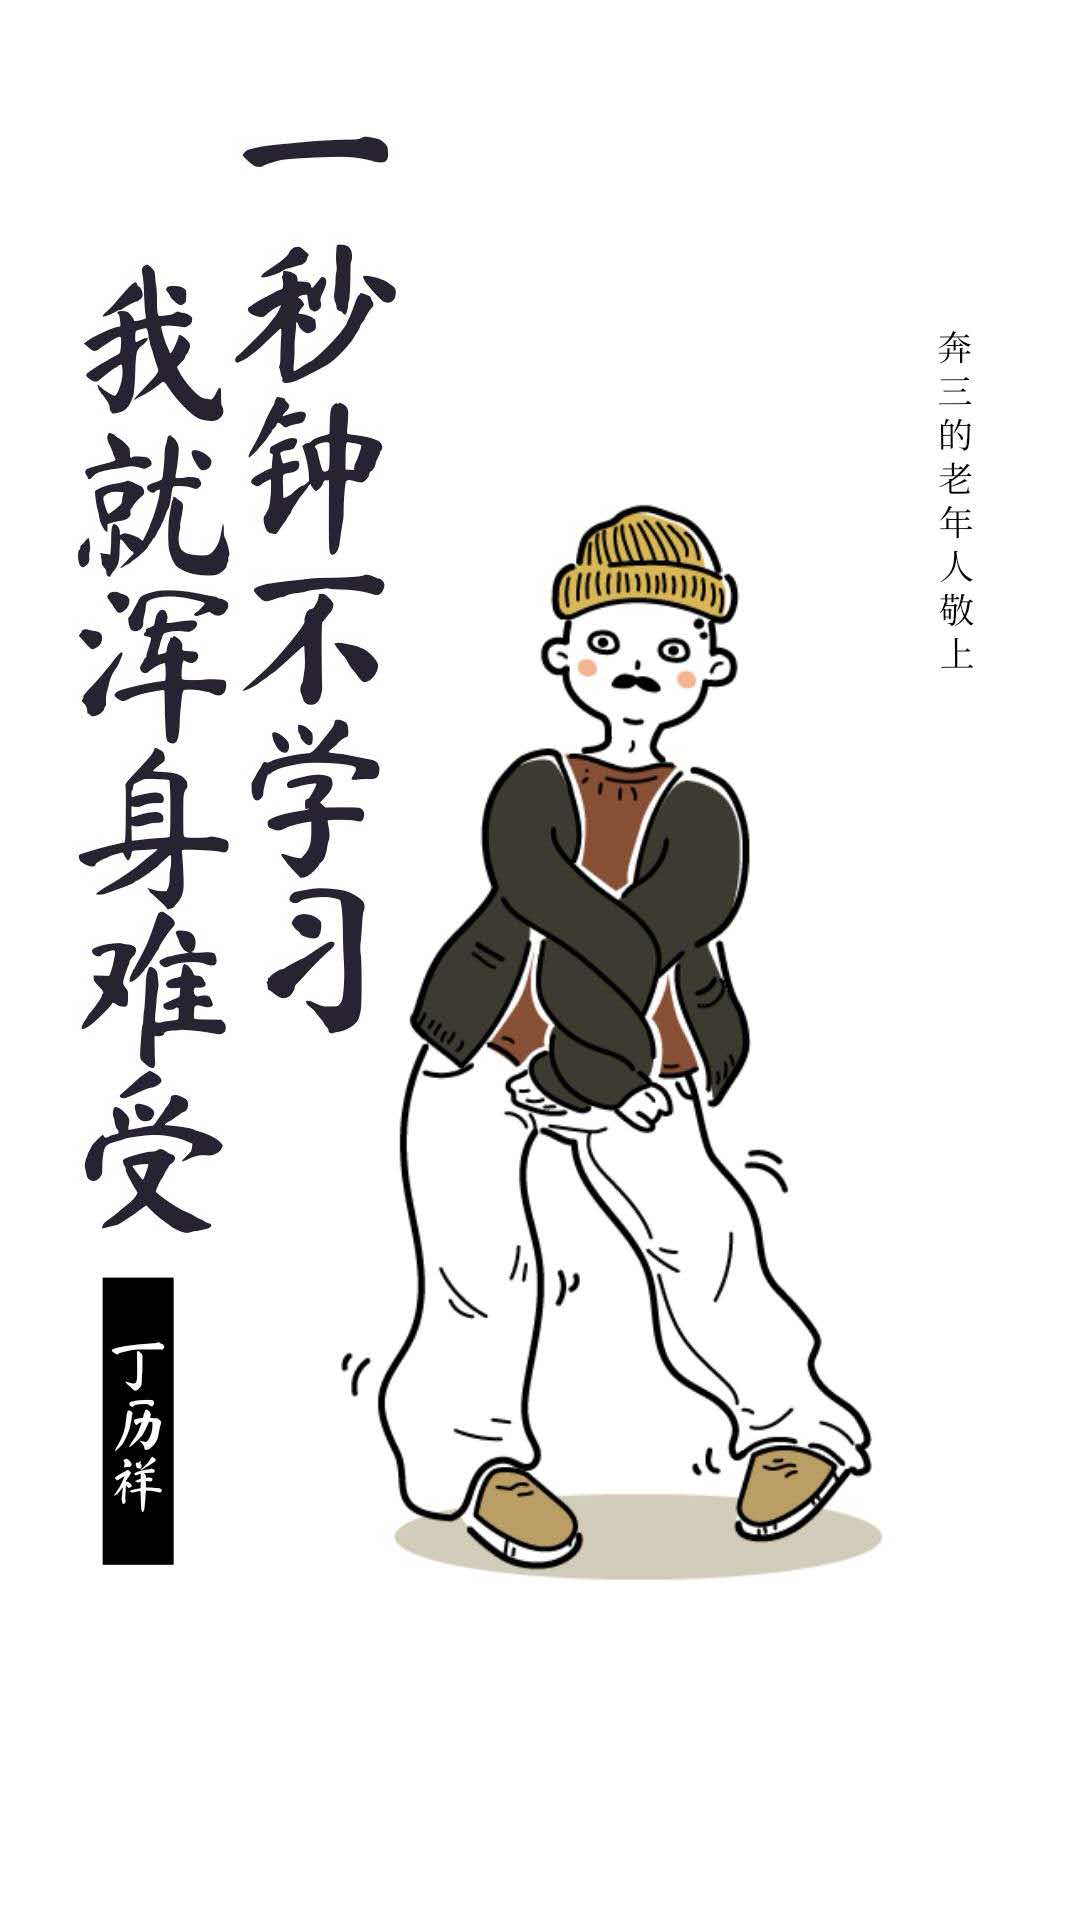 奔三的老年人敬上
一秒钟不学习
我就浑身难受
丁历祥